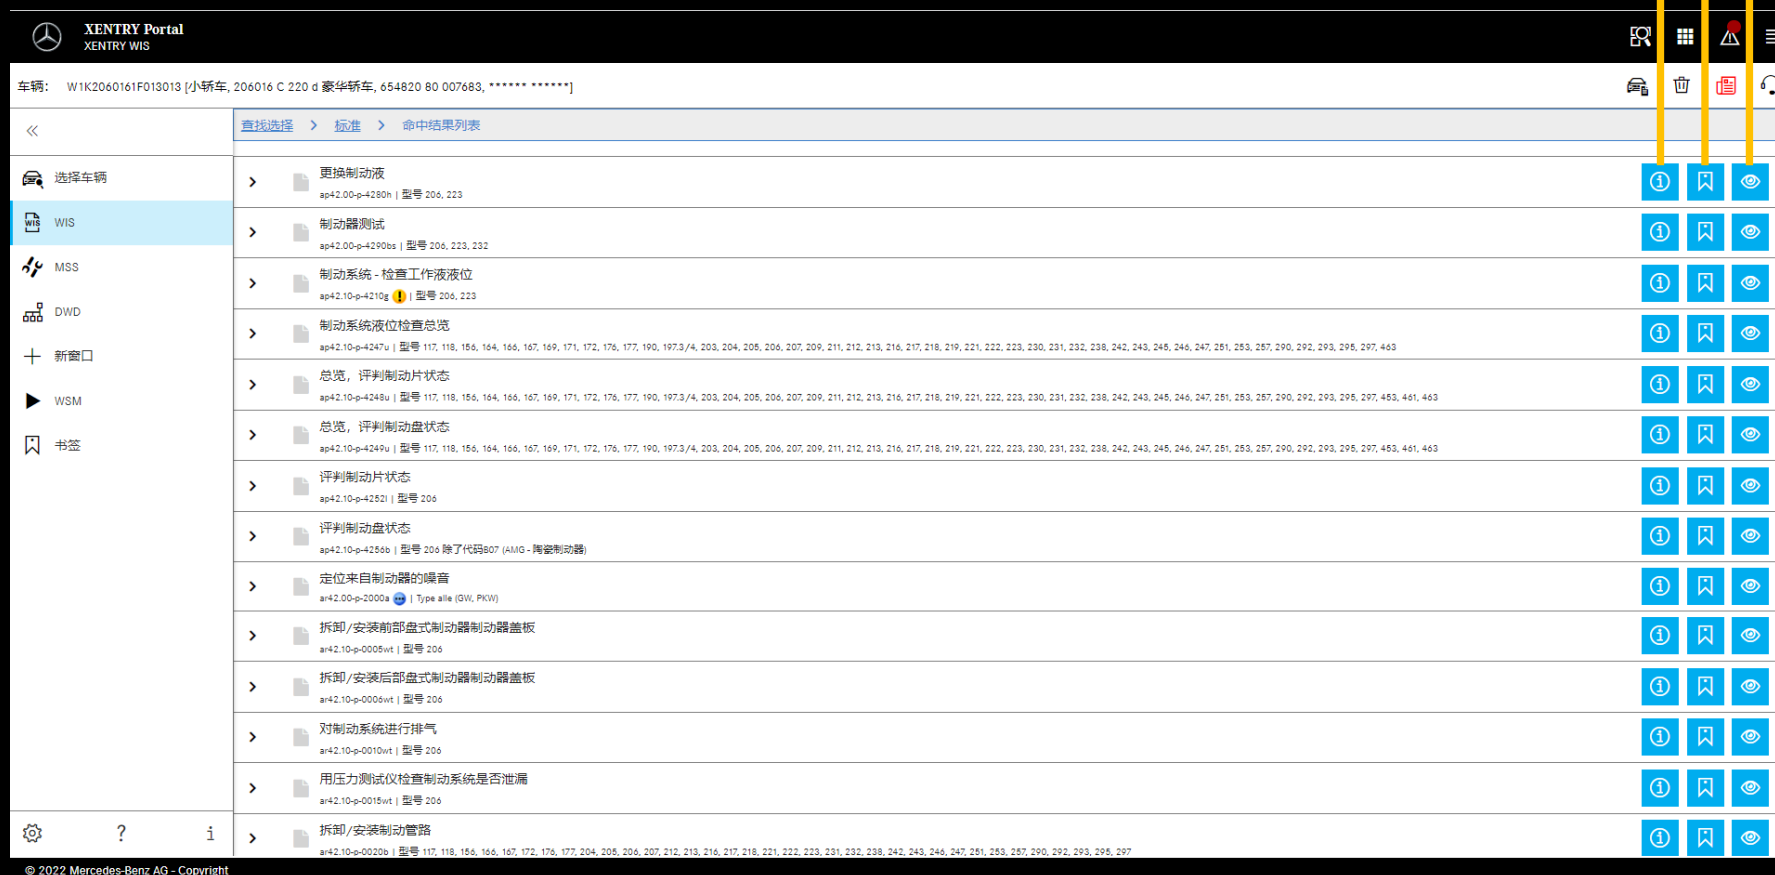 XENTRY Portal
XENTRY WIS
车辆： W1K2060161F013013 [小轿车, 206016 C 220 d 豪华轿车, 654820 80 007683, ****** ******]
查找选择 > 标准 > 命中结果列表
选择车辆
WIS
MSS
DWD
新窗口
WSM
书签
更换制动液
ap42.00-p-4280h | 型号 206, 223
制动器测试
ap42.00-p-4290bs | 型号 206, 223, 232
制动系统 - 检查工作液液位
ap42.10-p-4210g | 型号 206, 223
制动系统液位检查总览
ap42.10-p-4247u | 型号 117, 118, 156, 164, 166, 167, 169, 171, 172, 176, 177, 190, 197.3/4, 203, 204, 205, 206, 207, 209, 211, 212, 213, 216, 217, 218, 219, 221, 222, 223, 230, 231, 232, 238, 242, 243, 245, 246, 247, 251, 253, 257, 290, 292, 293, 295, 297, 463
总览，评判制动片状态
ap42.10-p-4248u | 型号 117, 118, 156, 164, 166, 167, 169, 171, 172, 176, 177, 190, 197.3/4, 203, 204, 205, 206, 207, 209, 211, 212, 213, 216, 217, 218, 219, 221, 222, 223, 230, 231, 232, 238, 242, 243, 245, 246, 247, 251, 253, 257, 290, 292, 293, 295, 297, 453, 461, 463
总览，评判制动盘状态
ap42.10-p-4249u | 型号 117, 118, 156, 164, 166, 167, 169, 171, 172, 176, 177, 190, 197.3/4, 203, 204, 205, 206, 207, 209, 211, 212, 213, 216, 217, 218, 219, 221, 222, 223, 230, 231, 232, 238, 242, 243, 245, 246, 247, 251, 253, 257, 290, 292, 293, 295, 297, 453, 461, 463
评判制动片状态
ap42.10-p-4252l | 型号 206
评判制动盘状态
ap42.10-p-4256b | 型号 206 除了代码B07 (AMG - 陶瓷制动器)
定位来自制动器的噪音
ar42.00-p-2000a | Type alle (GW, PKW)
拆卸/安装前部盘式制动器制动器盖板
ar42.10-p-0005wt | 型号 206
拆卸/安装后部盘式制动器制动器盖板
ar42.10-p-0006wt | 型号 206
对制动系统进行排气
ar42.10-p-0010wt | 型号 206
用压力测试仪检查制动系统是否泄漏
ar42.10-p-0015wt | 型号 206
拆卸/安装制动管路
ar42.10-p-0020b | 型号 117, 118, 156, 166, 167, 172, 176, 177, 204, 205, 206, 207, 212, 213, 216, 217, 218, 221, 222, 223, 231, 232, 238, 242, 243, 246, 247, 251, 253, 257, 290, 292, 293, 295, 297
© 2022 Mercedes-Benz AG - Copyright